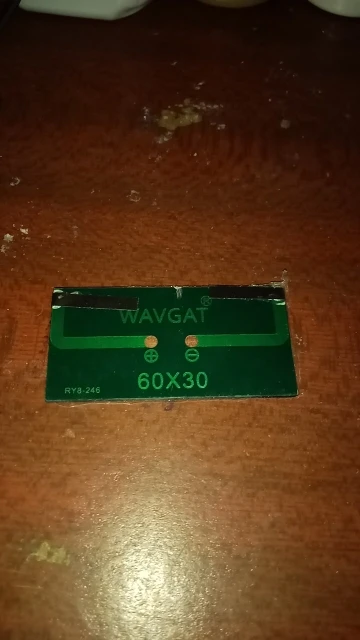 WAVGAT®
⊕ ⊖
60X30
RY8-246